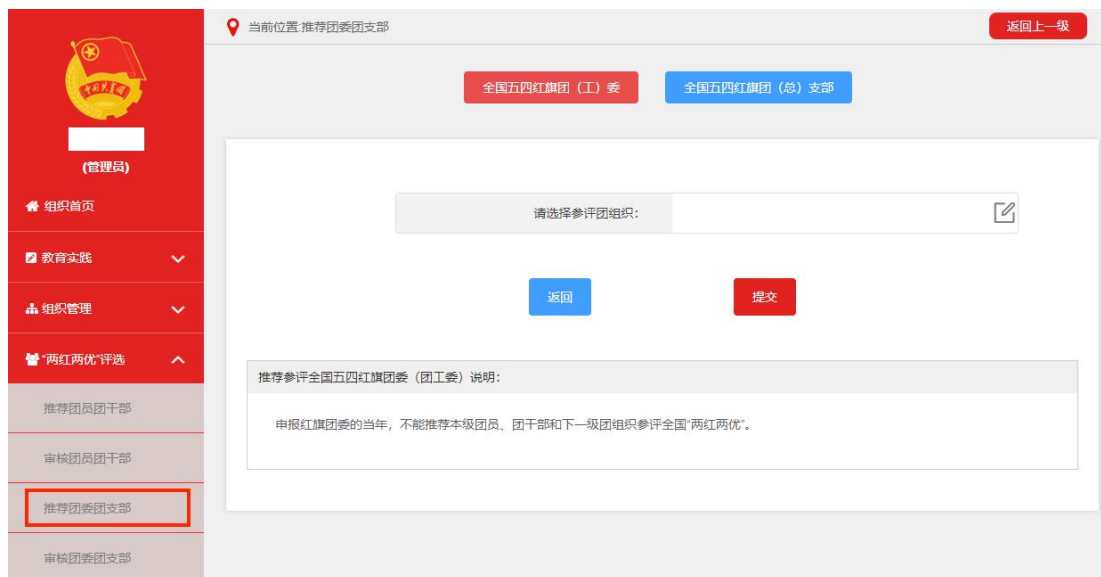 当前位置:推荐团委团支部
返回上一级
中国共青团
(管理员)
组织首页
教育实践
组织管理
“两红两优”评选
推荐团员团干部
审核团员团干部
推荐团委团支部
审核团委团支部
全国五四红旗团（工）委
全国五四红旗团（总）支部
请选择参评团组织：
返回
提交
推荐参评全国五四红旗团委（团工委）说明：
申报红旗团委的当年，不能推荐本级团员、团干部和下一级团组织参评全国“两红两优”。